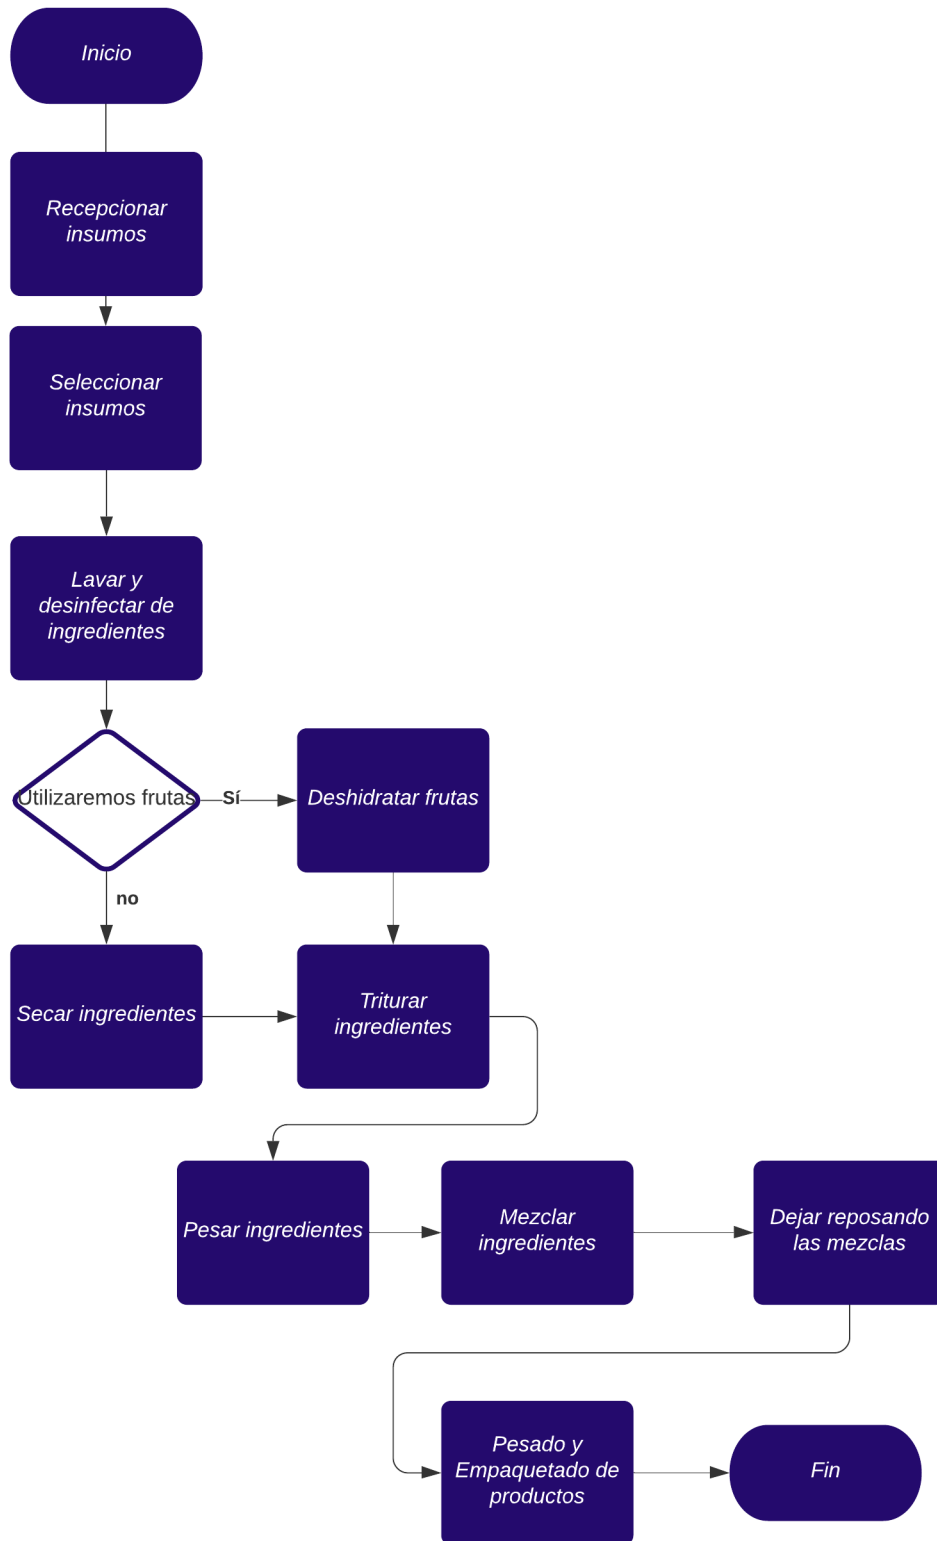 Inicio
Recepcionar
insumos
Seleccionar
insumos
Lavar y
desinfectar de
ingredientes
Utilizaremos frutas
Sí
Deshidratar frutas
no
Secar ingredientes
Triturar
ingredientes
Pesar ingredientes
Mezclar
ingredientes
Dejar reposando
las mezclas
Pesado y
Empaquetado de
productos
Fin